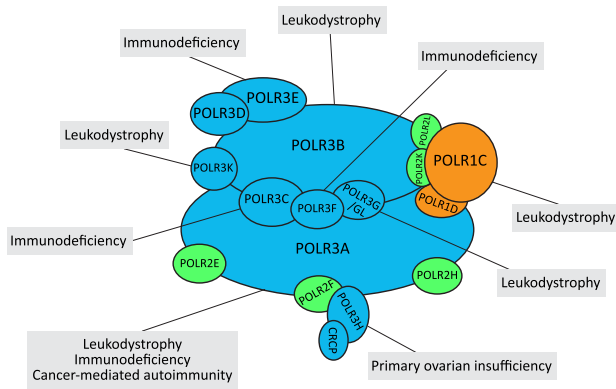 Leukodystrophy
Immunodeficiency
Immunodeficiency
POLR3E
POLR3D
POLR2L
Leukodystrophy
POLR3B
POLR2K
POLR1C
POLR3K
POLR3C
POLR3F
POLR3G
/GL
POLR1D
Leukodystrophy
Immunodeficiency
POLR3A
POLR2E
POLR2H
Leukodystrophy
POLR2F
POLR3H
CRCP
Leukodystrophy
Immunodeficiency
Cancer-mediated autoimmunity
Primary ovarian insufficiency